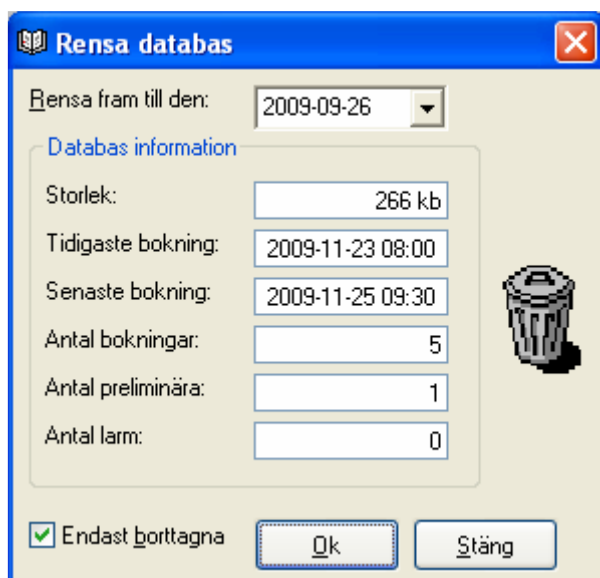 Rensa databas
Rensa fram till den: 2009-09-26
Databas information
Storlek: 266 kb
Tidigaste bokning: 2009-11-23 08:00
Senaste bokning: 2009-11-25 09:30
Antal bokningar: 5
Antal preliminära: 1
Antal larm: 0
Endast borttagna Ok Stäng